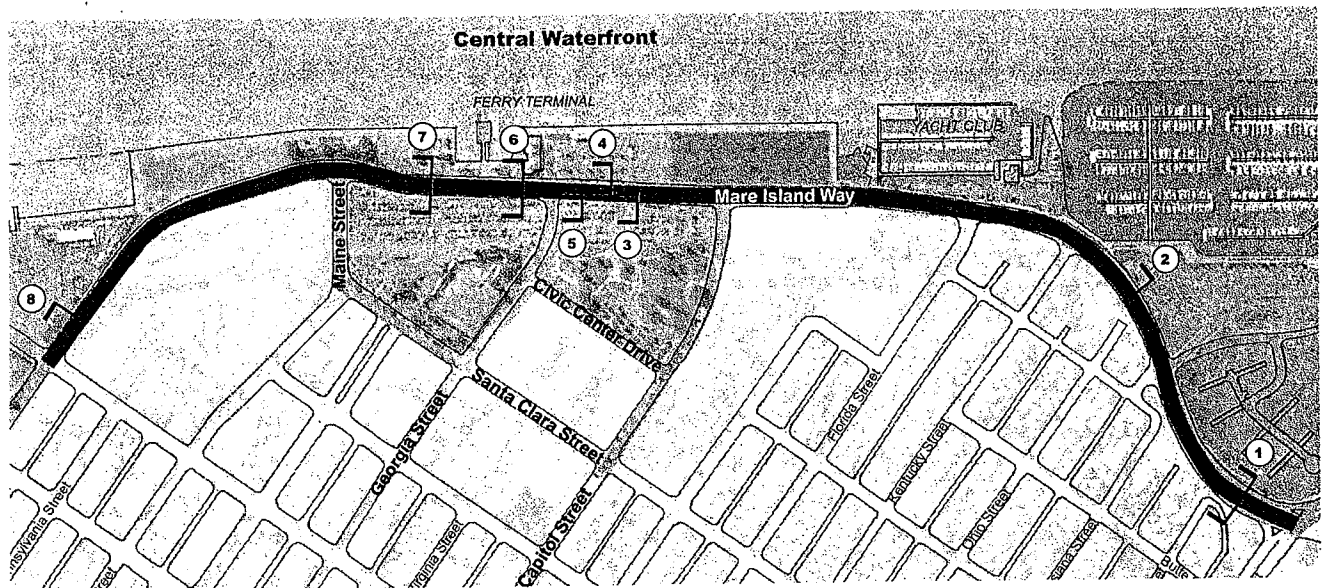 Central Waterfront
FERRY TERMINAL
YACHT CLUB
7
6
4
Mare Island Way
5
3
2
8
1
Maine Street
Civic Center Drive
Santa Clara Street
Georgia Street
Capitol Street
Florida Street
Kentucky Street
Ohio Street
Street